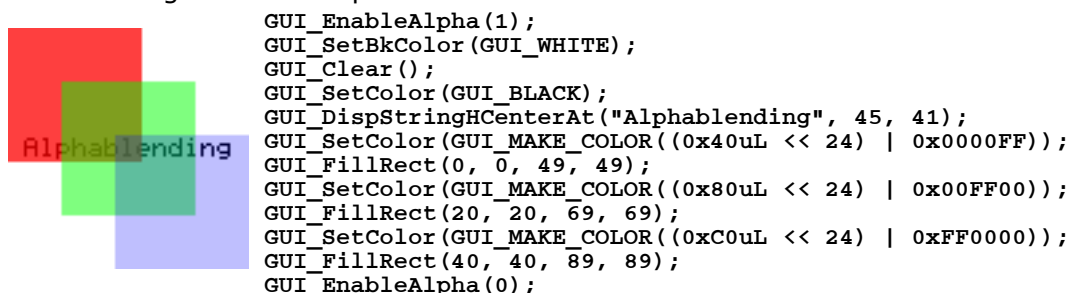 GUI_EnableAlpha(1);
GUI_SetBkColor(GUI_WHITE);
GUI_Clear();
GUI_SetColor(GUI_BLACK);
GUI_DispStringHCenterAt("Alphablending", 45, 41);
GUI_SetColor(GUI_MAKE_COLOR((0x40uL << 24) | 0x0000FF));
GUI_FillRect(0, 0, 49, 49);
GUI_SetColor(GUI_MAKE_COLOR((0x80uL << 24) | 0x00FF00));
GUI_FillRect(20, 20, 69, 69);
GUI_SetColor(GUI_MAKE_COLOR((0xC0uL << 24) | 0xFF0000));
GUI_FillRect(40, 40, 89, 89);
GUI_EnableAlpha(0);
Alphablending